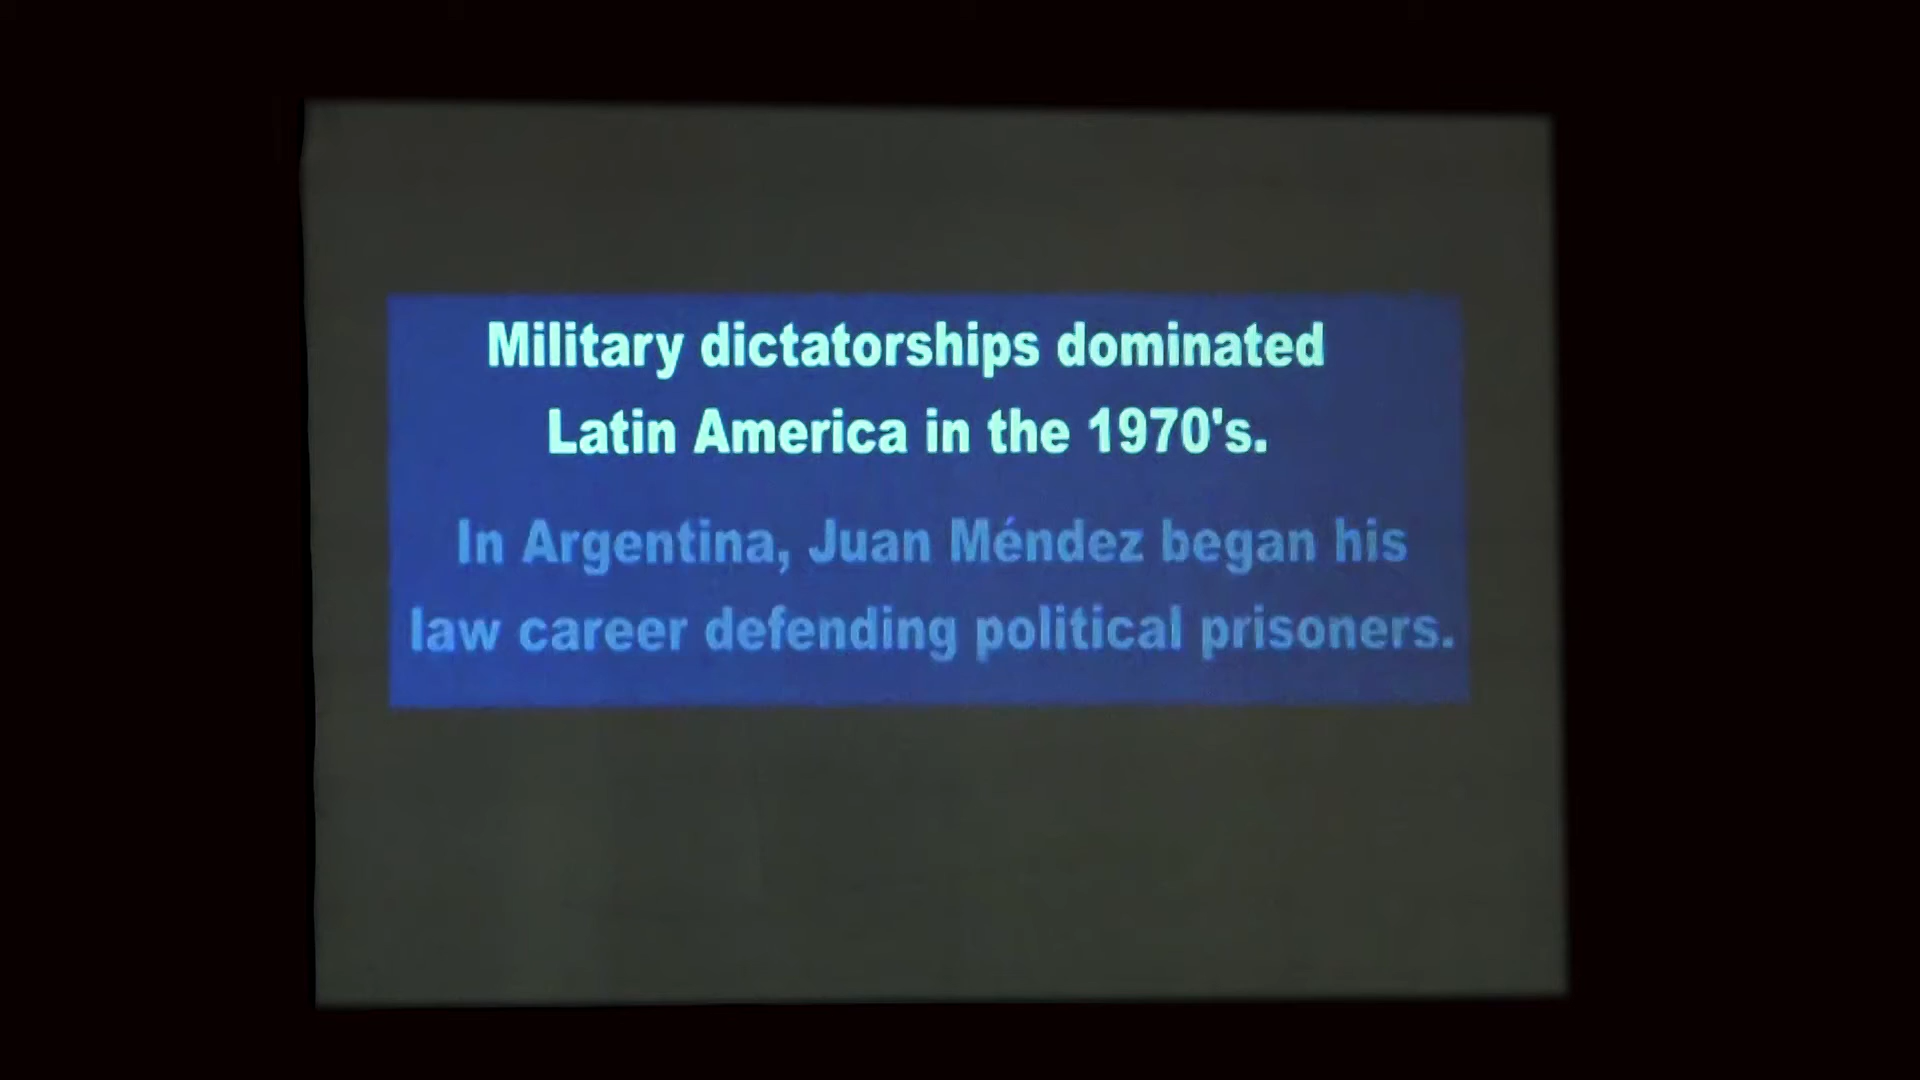 Military dictatorships dominated
Latin America in the 1970's.
In Argentina, Juan Méndez began his
law career defending political prisoners.